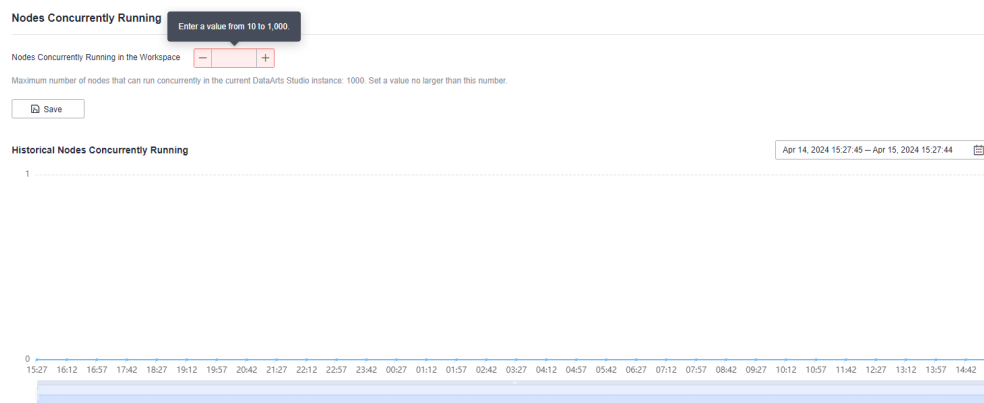 Nodes Concurrently Running
Enter a value from 10 to 1,000.
Nodes Concurrently Running in the Workspace
Maximum number of nodes that can run concurrently in the current DataArts Studio instance: 1000. Set a value no larger than this number.
Save
Historical Nodes Concurrently Running
Apr 14, 2024 15:27:45 – Apr 15, 2024 15:27:44
1
0
15:27 16:12 16:57 17:42 18:27 19:12 19:57 20:42 21:27 22:12 22:57 23:42 00:27 01:12 01:57 02:42 03:27 04:12 04:57 05:42 06:27 07:12 07:57 08:42 09:27 10:12 10:57 11:42 12:27 13:12 13:57 14:42